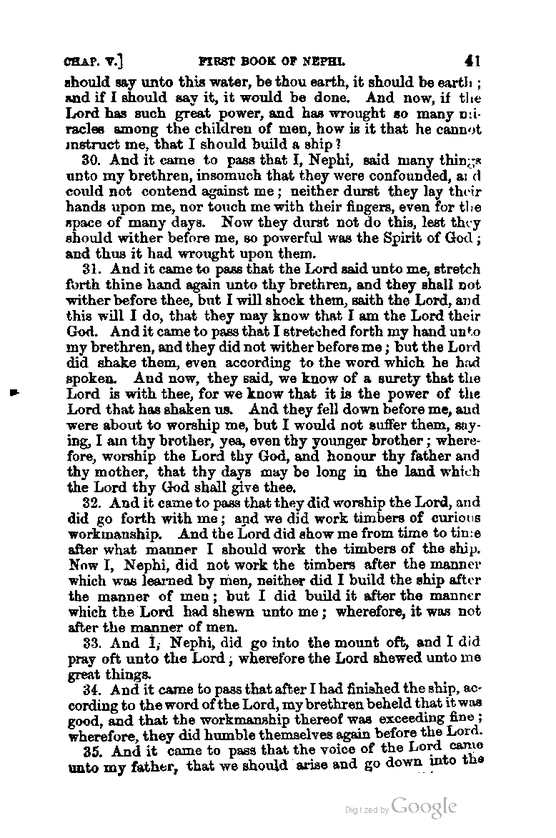 CHAP. V.] FIRST BOOK OF NEPHI. 41
should say unto this water, be thou earth, it should be earth ;
and if I should say it, it would be done. And now, if the
Lord has such great power, and has wrought so many mi-
racles among the children of men, how is it that he cannot
instruct me, that I should build a ship?
30. And it came to pass that I, Nephi, said many things
unto my brethren, insomuch that they were confounded, and
could not contend against me ; neither durst they lay their
hands upon me, nor touch me with their fingers, even for the
space of many days. Now they durst not do this, lest they
should wither before me, so powerful was the Spirit of God ;
and thus it had wrought upon them.
31. And it came to pass that the Lord said unto me, stretch
forth thine hand again unto thy brethren, and they shall not
wither before thee, but I will shock them, saith the Lord, and
this will I do, that they may know that I am the Lord their
God. And it came to pass that I stretched forth my hand unto
my brethren, and they did not wither before me ; but the Lord
did shake them, even according to the word which he had
spoken. And now, they said, we know of a surety that the
Lord is with thee, for we know that it is the power of the
Lord that has shaken us. And they fell down before me, and
were about to worship me, but I would not suffer them, say-
ing, I am thy brother, yea, even thy younger brother ; where-
fore, worship the Lord thy God, and honour thy father and
thy mother, that thy days may be long in the land which
the Lord thy God shall give thee.
32. And it came to pass that they did worship the Lord, and
did go forth with me ; and we did work timbers of curious
workmanship. And the Lord did show me from time to time
after what manner I should work the timbers of the ship.
Now I, Nephi, did not work the timbers after the manner
which was learned by men, neither did I build the ship after
the manner of men ; but I did build it after the manner
which the Lord had shewn unto me ; wherefore, it was not
after the manner of men.
33. And I, Nephi, did go into the mount oft, and I did
pray oft unto the Lord ; wherefore the Lord shewed unto me
great things.
34. And it came to pass that after I had finished the ship, ac-
cording to the word of the Lord, my brethren beheld that it was
good, and that the workmanship thereof was exceeding fine ;
wherefore, they did humble themselves again before the Lord.
35. And it came to pass that the voice of the Lord came
unto my father, that we should arise and go down into the
Digitized by Google